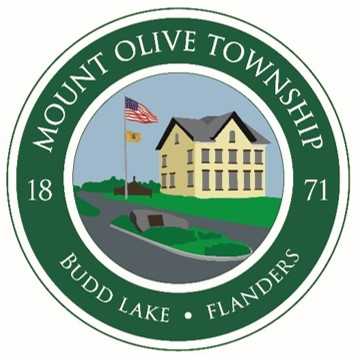 MOUNT OLIVE TOWNSHIP
18 71
BUDD LAKE • FLANDERS